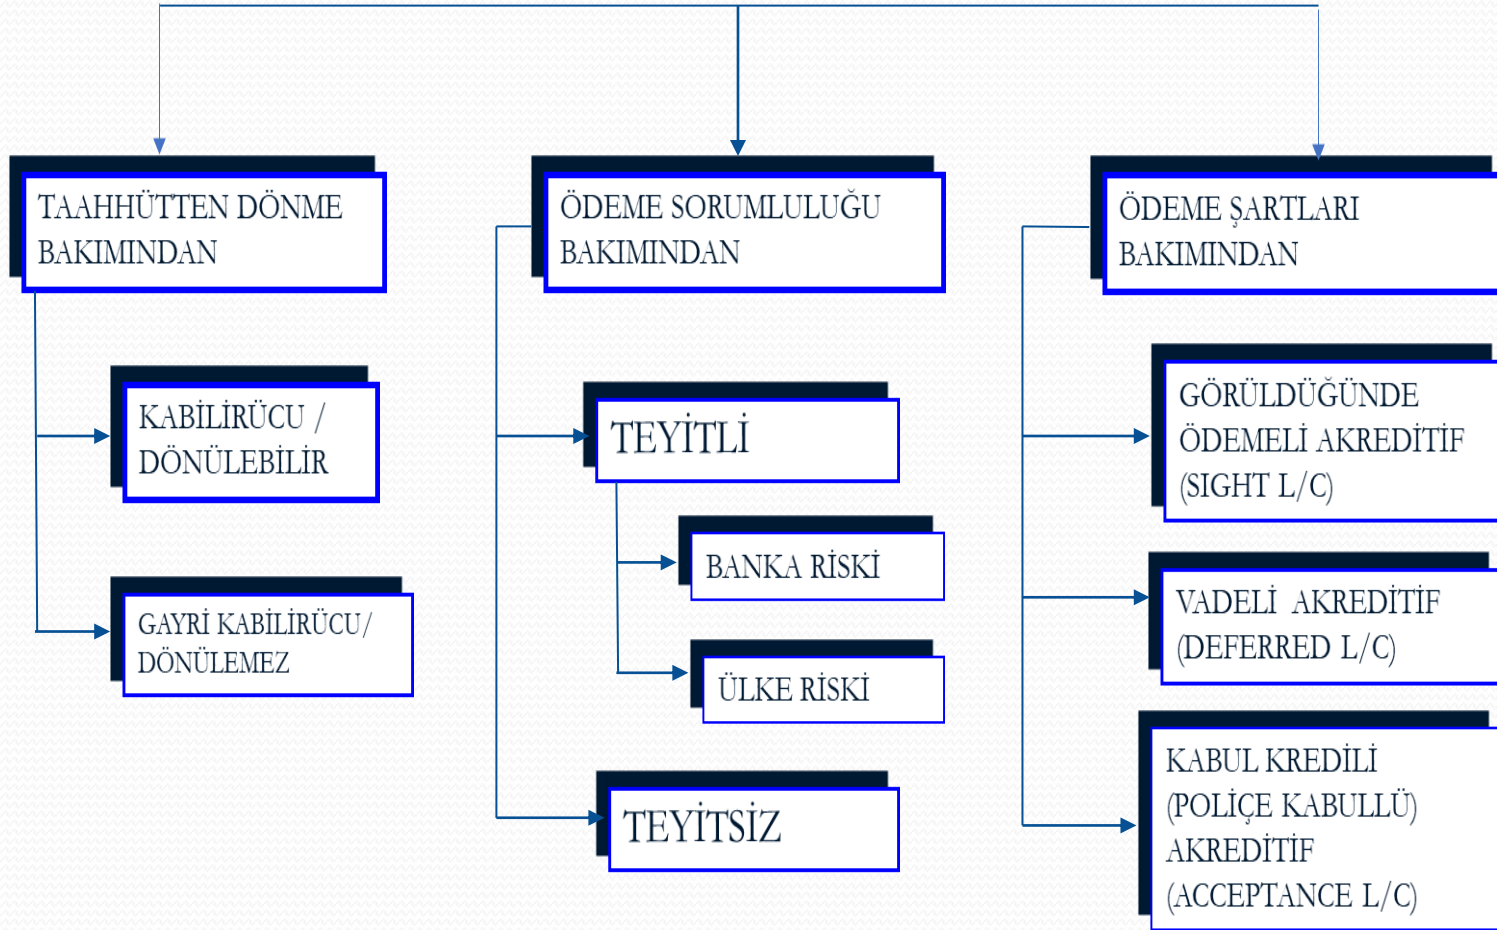 TAAHHÜTTEN DÖNME
BAKIMINDAN
KABİLİRÜCU /
DÖNÜLEBİLİR
GAYRİ KABİLİRÜCU/
DÖNÜLEMEZ
ÖDEME SORUMLULUĞU
BAKIMINDAN
TEYİTLİ
BANKA RİSKİ
ÜLKE RİSKİ
TEYİTSİZ
ÖDEME ŞARTLARI
BAKIMINDAN
GÖRÜLDÜĞÜNDE
ÖDEMELİ AKREDİTİF
(SIGHT L/C)
VADELİ AKREDİTİF
(DEFERRED L/C)
KABUL KREDİLİ
(POLİÇE KABULLÜ)
AKREDİTİF
(ACCEPTANCE L/C)